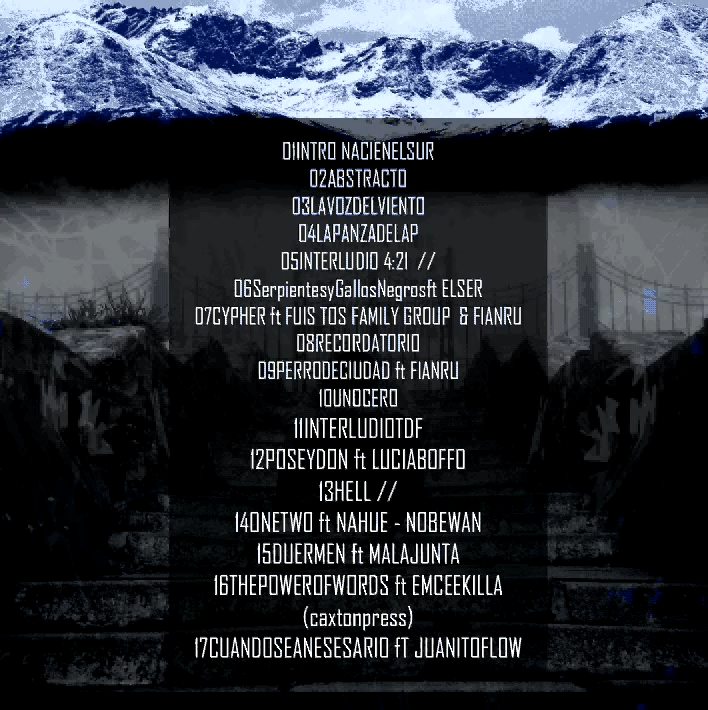 01INTRO NACIENELSUR
02ABSTRACTO
03LAVOZDELVIENTO
04LAPANZADELAP
05INTERLUDIO 4:21 //
06SerpientesyGallosNegrosft ELSER
07CYPHER ft FUIS TOS FAMILY GROUP & FIANRU
08RECORDATORIO
09PERRODECIUDAD ft FIANRU
10UNOCERO
11INTERLUDIOTDF
12POSEYDON ft LUCIABOFFO
13HELL //
14ONETWO ft NAHUE - NOBEWAN
15DUERMEN ft MALAJUNTA
16THEPOWEROFWORDS ft EMCEEKILLA
(caxtonpress)
17CUANDOSEANESESARIO fT JUANITOFLOW